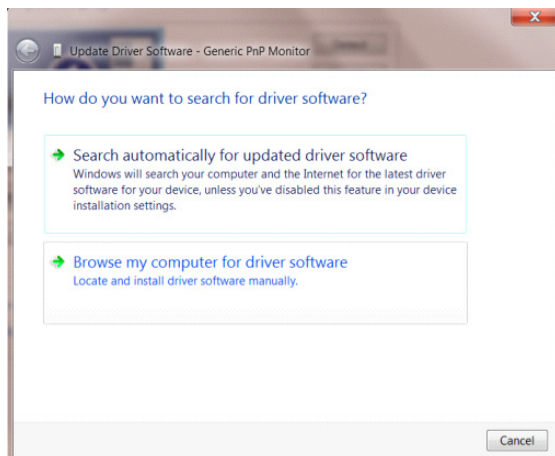 Update Driver Software - Generic PnP Monitor
How do you want to search for driver software?
Search automatically for updated driver software
Windows will search your computer and the Internet for the latest driver
software for your device, unless you've disabled this feature in your device
installation settings.
Browse my computer for driver software
Locate and install driver software manually.
Cancel